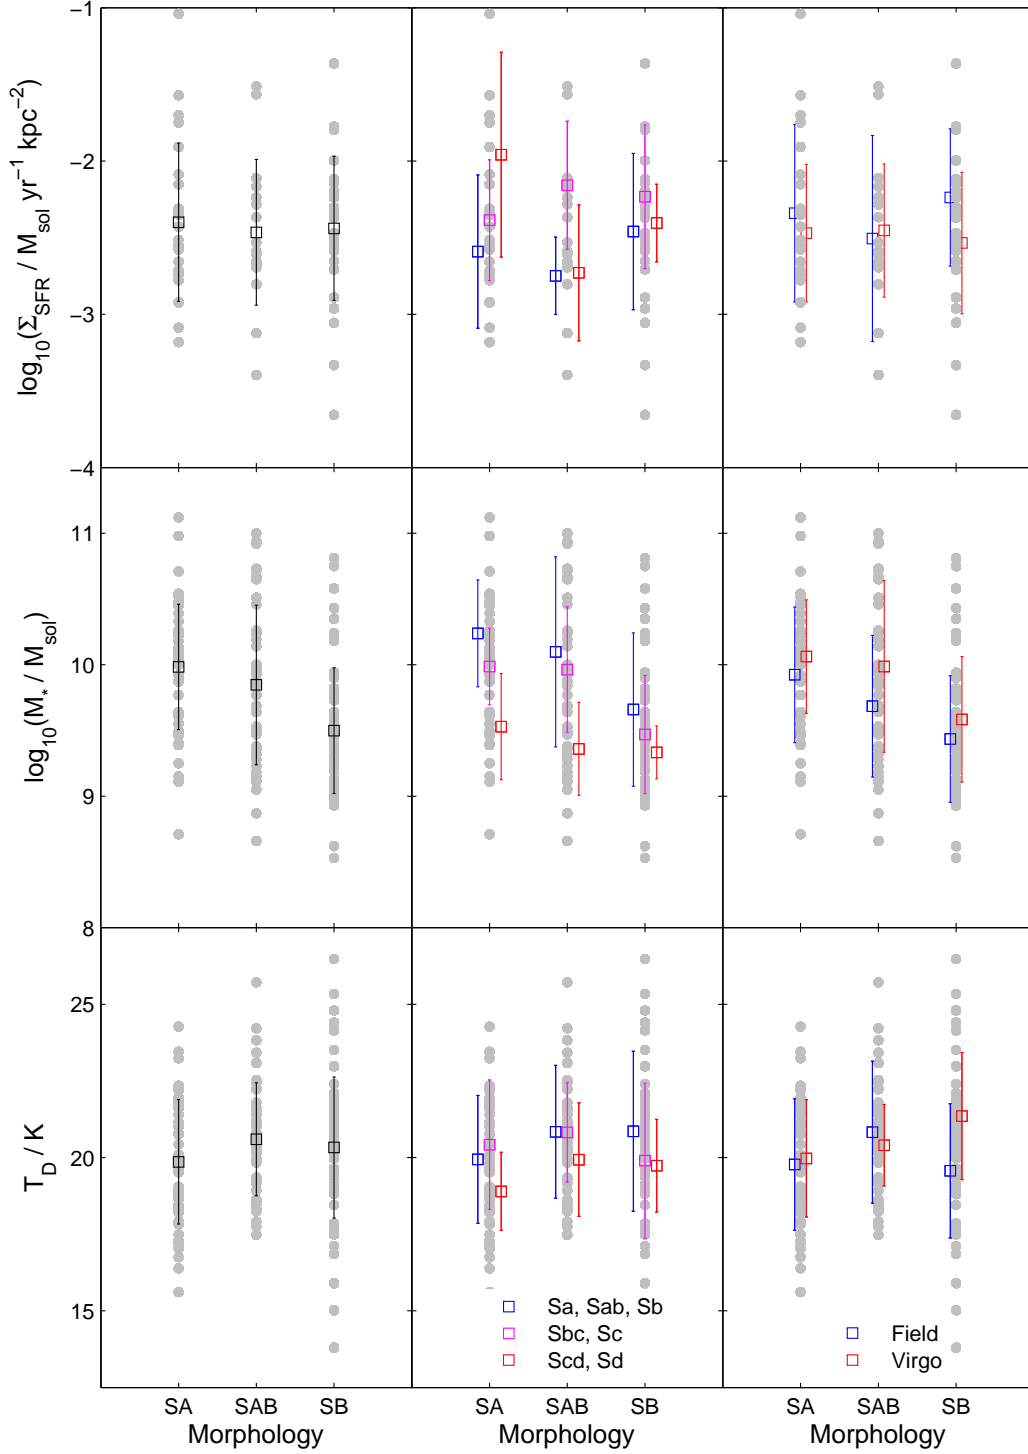 −1
−2
−3
−4
log10(ΣSFR / Msol yr−1 kpc−2)
11
10
9
8
log10(M* / Msol)
25
20
15
TD / K
Sa, Sab, Sb
Sbc, Sc
Scd, Sd
Field
Virgo
SA SAB SB SA SAB SB SA SAB SB
Morphology Morphology Morphology